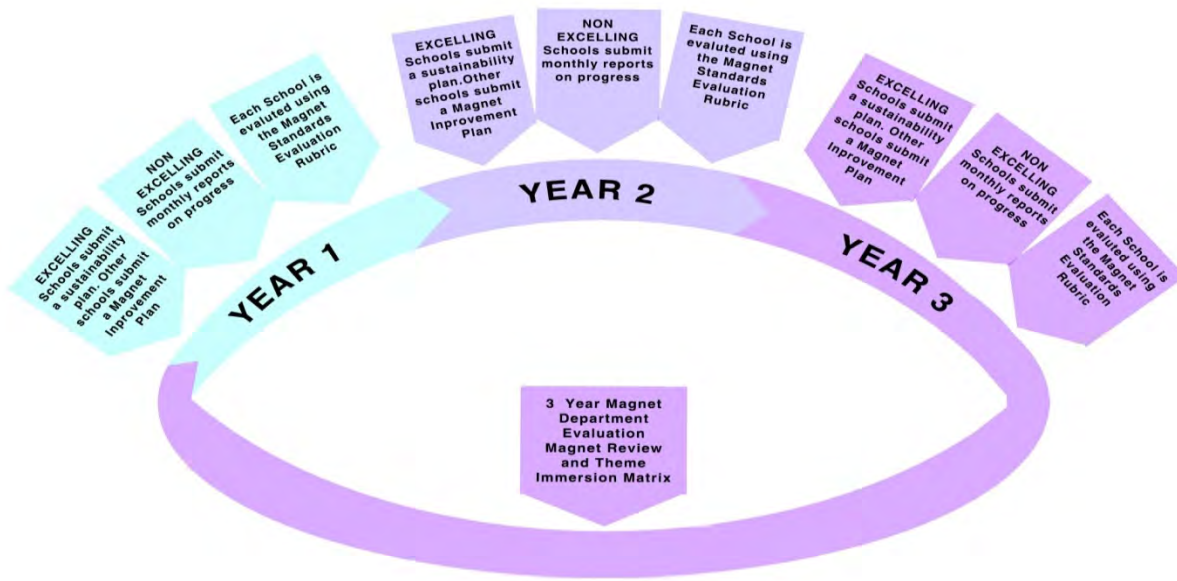 EXCELLING
Schools submit
a sustainability
plan. Other
schools submit
a Magnet
Inprovement
Plan
NON
EXCELLING
Schools submit
monthly reports
on progress
Each School is
evaluted using
the Magnet
Standards
Evaluation
Rubric
YEAR 1
EXCELLING
Schools submit
a sustainability
plan.Other
schools submit
a Magnet
Inprovement
Plan
NON
EXCELLING
Schools submit
monthly reports
on progress
Each School is
evaluted using
the Magnet
Standards
Evaluation
Rubric
YEAR 2
EXCELLING
Schools submit
a sustainability
plan. Other
schools submit
a Magnet
Inprovement
Plan
NON
EXCELLING
Schools submit
monthly reports
on progress
Each School is
evaluted using
the Magnet
Standards
Evaluation
Rubric
YEAR 3
3 Year Magnet
Department
Evaluation
Magnet Review
and Theme
Immersion Matrix